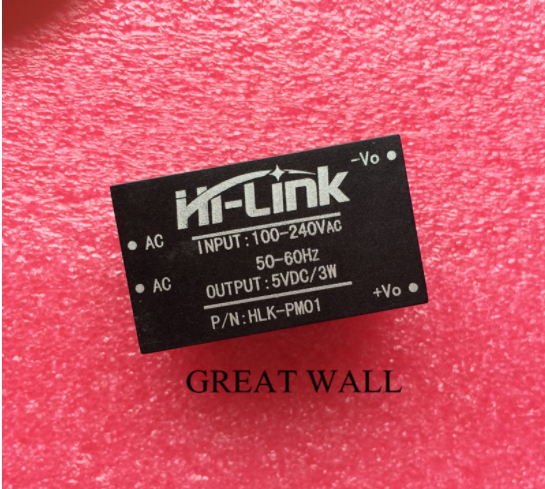 -Vo
Hi-Link
AC
INPUT:100-240VAC
50-60Hz
AC
OUTPUT:5VDC/3W
+Vo
P/N:HLK-PM01
GREAT WALL